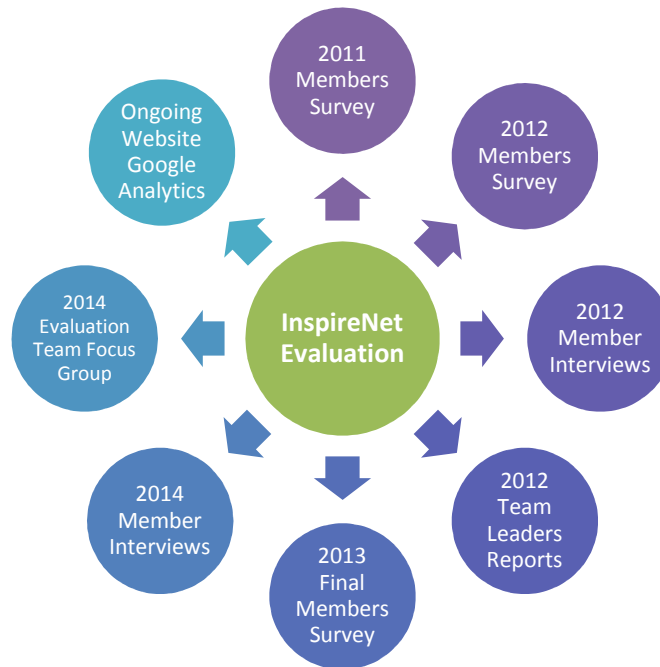 2011
Members
Survey
2012
Members
Survey
2012
Member
Interviews
2012
Team
Leaders
Reports
2013
Final
Members
Survey
2014
Member
Interviews
2014
Evaluation
Team Focus
Group
Ongoing
Website
Google
Analytics
InspireNet
Evaluation